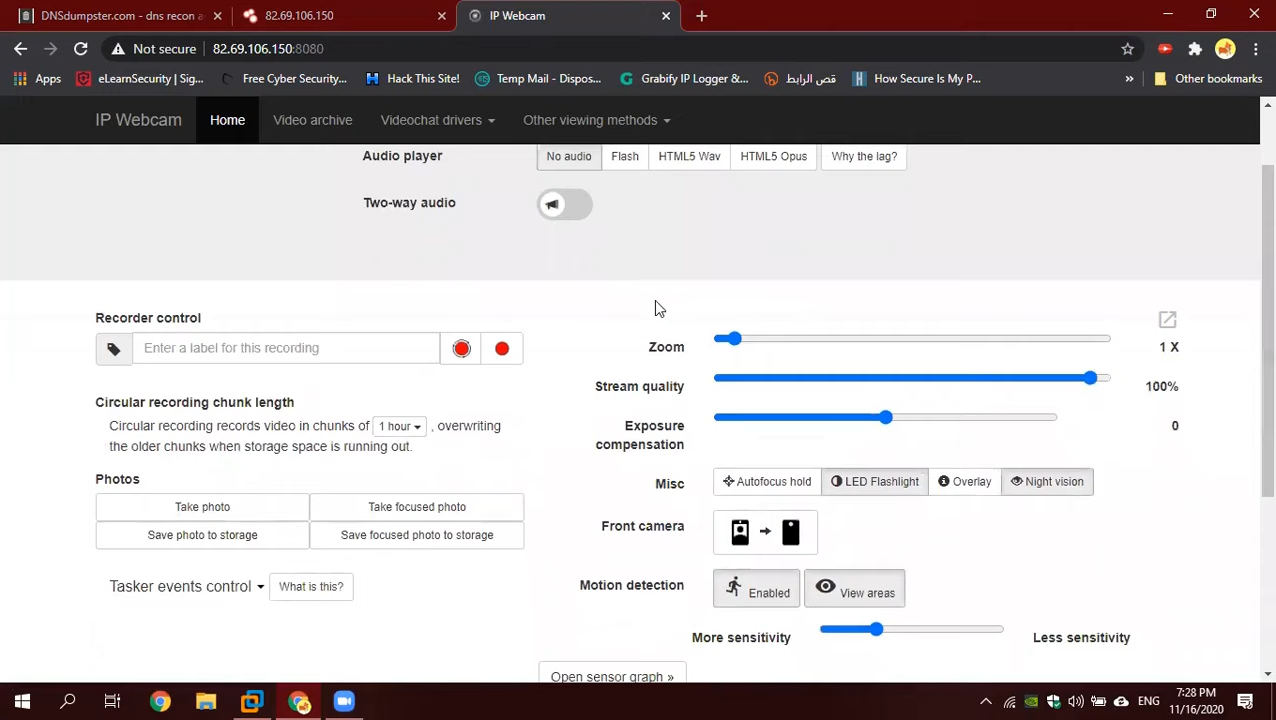 DNSdumpster.com - dns recon a
82.69.106.150
IP Webcam
Not secure
82.69.106.150:8080
Apps
eLearnSecurity | Sig...
Free Cyber Security...
Hack This Site!
Temp Mail - Dispos...
Grabify IP Logger &...
قص الرابط
How Secure Is My P...
»
Other bookmarks
IP Webcam
Home
Video archive
Videochat drivers
Other viewing methods
Audio player
No audio
Flash
HTML5 Wav
HTML5 Opus
Why the lag?
Two-way audio
Recorder control
Enter a label for this recording
Circular recording chunk length
Circular recording records video in chunks of 1 hour , overwriting
the older chunks when storage space is running out.
Photos
Take photo
Take focused photo
Save photo to storage
Save focused photo to storage
Tasker events control
What is this?
Zoom
1 X
Stream quality
100%
Exposure
compensation
0
Misc
Autofocus hold
LED Flashlight
Overlay
Night vision
Front camera
Motion detection
Enabled
View areas
More sensitivity
Less sensitivity
Open sensor graph »
ENG
7:28 PM
11/16/2020